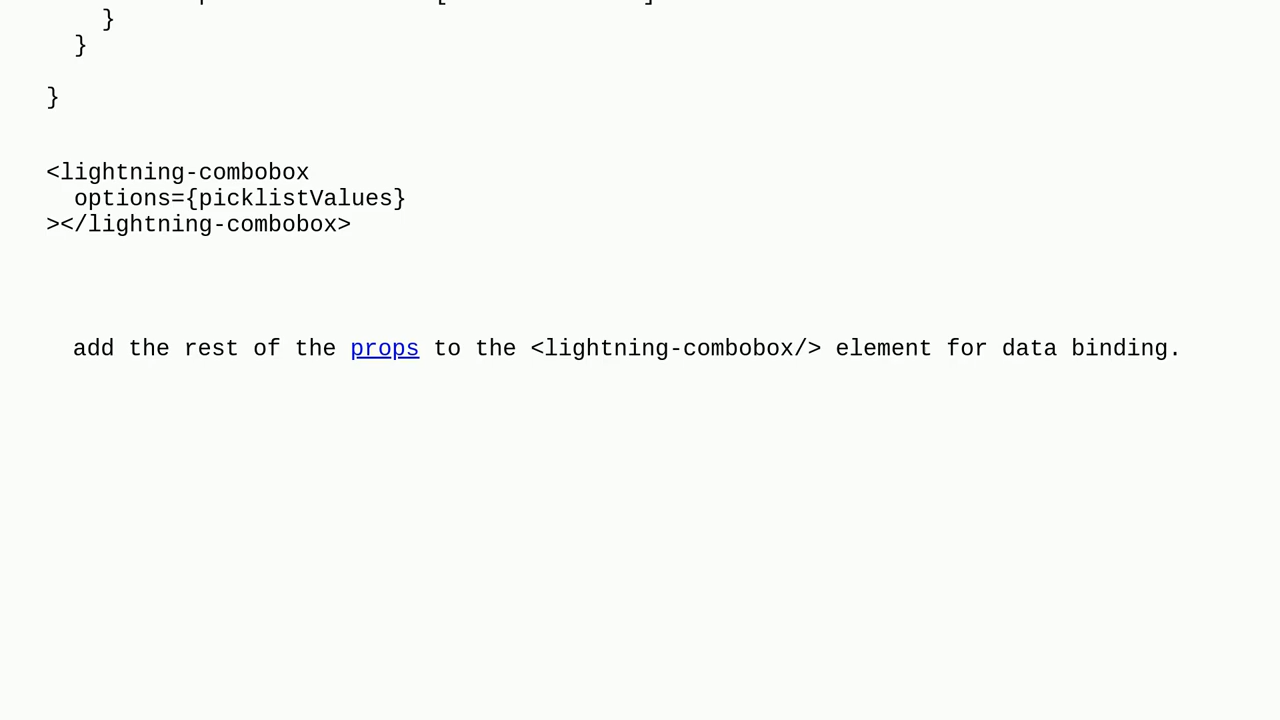 }
}
}
<lightning-combobox
options={picklistValues}
></lightning-combobox>
add the rest of the props to the <lightning-combobox/> element for data binding.